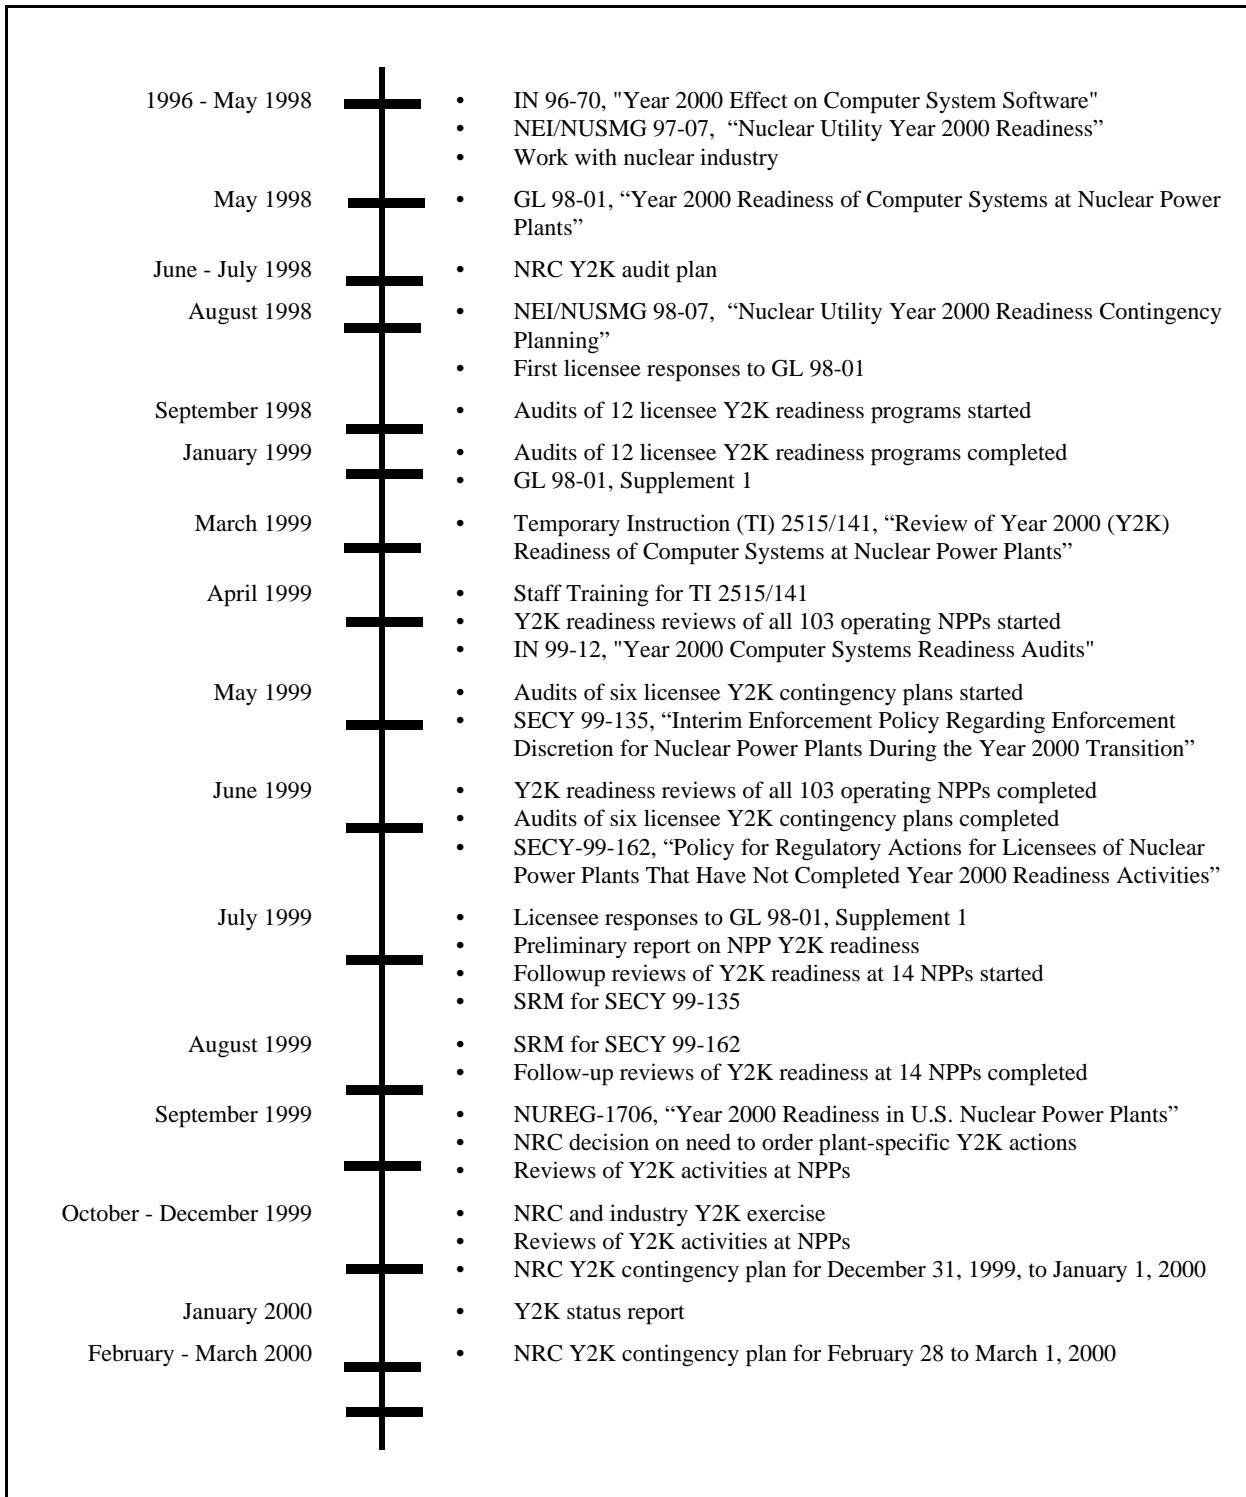 1996 - May 1998 • IN 96-70, "Year 2000 Effect on Computer System Software"
• NEI/NUSMG 97-07, “Nuclear Utility Year 2000 Readiness”
• Work with nuclear industry
May 1998 • GL 98-01, “Year 2000 Readiness of Computer Systems at Nuclear Power
Plants”
June - July 1998 • NRC Y2K audit plan
August 1998 • NEI/NUSMG 98-07, “Nuclear Utility Year 2000 Readiness Contingency
Planning”
• First licensee responses to GL 98-01
September 1998 • Audits of 12 licensee Y2K readiness programs started
January 1999 • Audits of 12 licensee Y2K readiness programs completed
• GL 98-01, Supplement 1
March 1999 • Temporary Instruction (TI) 2515/141, “Review of Year 2000 (Y2K)
Readiness of Computer Systems at Nuclear Power Plants”
April 1999 • Staff Training for TI 2515/141
• Y2K readiness reviews of all 103 operating NPPs started
• IN 99-12, "Year 2000 Computer Systems Readiness Audits"
May 1999 • Audits of six licensee Y2K contingency plans started
• SECY 99-135, “Interim Enforcement Policy Regarding Enforcement
Discretion for Nuclear Power Plants During the Year 2000 Transition”
June 1999 • Y2K readiness reviews of all 103 operating NPPs completed
• Audits of six licensee Y2K contingency plans completed
• SECY-99-162, “Policy for Regulatory Actions for Licensees of Nuclear
Power Plants That Have Not Completed Year 2000 Readiness Activities”
July 1999 • Licensee responses to GL 98-01, Supplement 1
• Preliminary report on NPP Y2K readiness
• Followup reviews of Y2K readiness at 14 NPPs started
• SRM for SECY 99-135
August 1999 • SRM for SECY 99-162
• Follow-up reviews of Y2K readiness at 14 NPPs completed
September 1999 • NUREG-1706, “Year 2000 Readiness in U.S. Nuclear Power Plants”
• NRC decision on need to order plant-specific Y2K actions
• Reviews of Y2K activities at NPPs
October - December 1999 • NRC and industry Y2K exercise
• Reviews of Y2K activities at NPPs
• NRC Y2K contingency plan for December 31, 1999, to January 1, 2000
January 2000 • Y2K status report
February - March 2000 • NRC Y2K contingency plan for February 28 to March 1, 2000